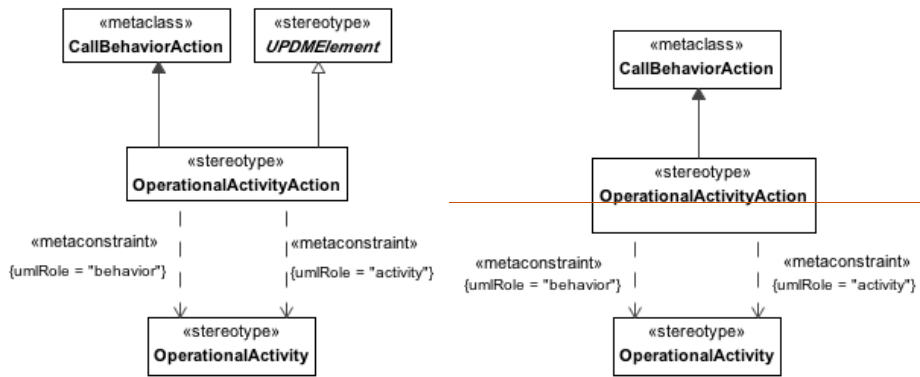 «metaclass»
CallBehaviorAction
«stereotype»
UPDMElement
«stereotype»
OperationalActivityAction
«metaconstraint»
{umlRole = "behavior"}
«metaconstraint»
{umlRole = "activity"}
«stereotype»
OperationalActivity
«metaclass»
CallBehaviorAction
«stereotype»
OperationalActivityAction
«metaconstraint»
{umlRole = "behavior"}
«metaconstraint»
{umlRole = "activity"}
«stereotype»
OperationalActivity